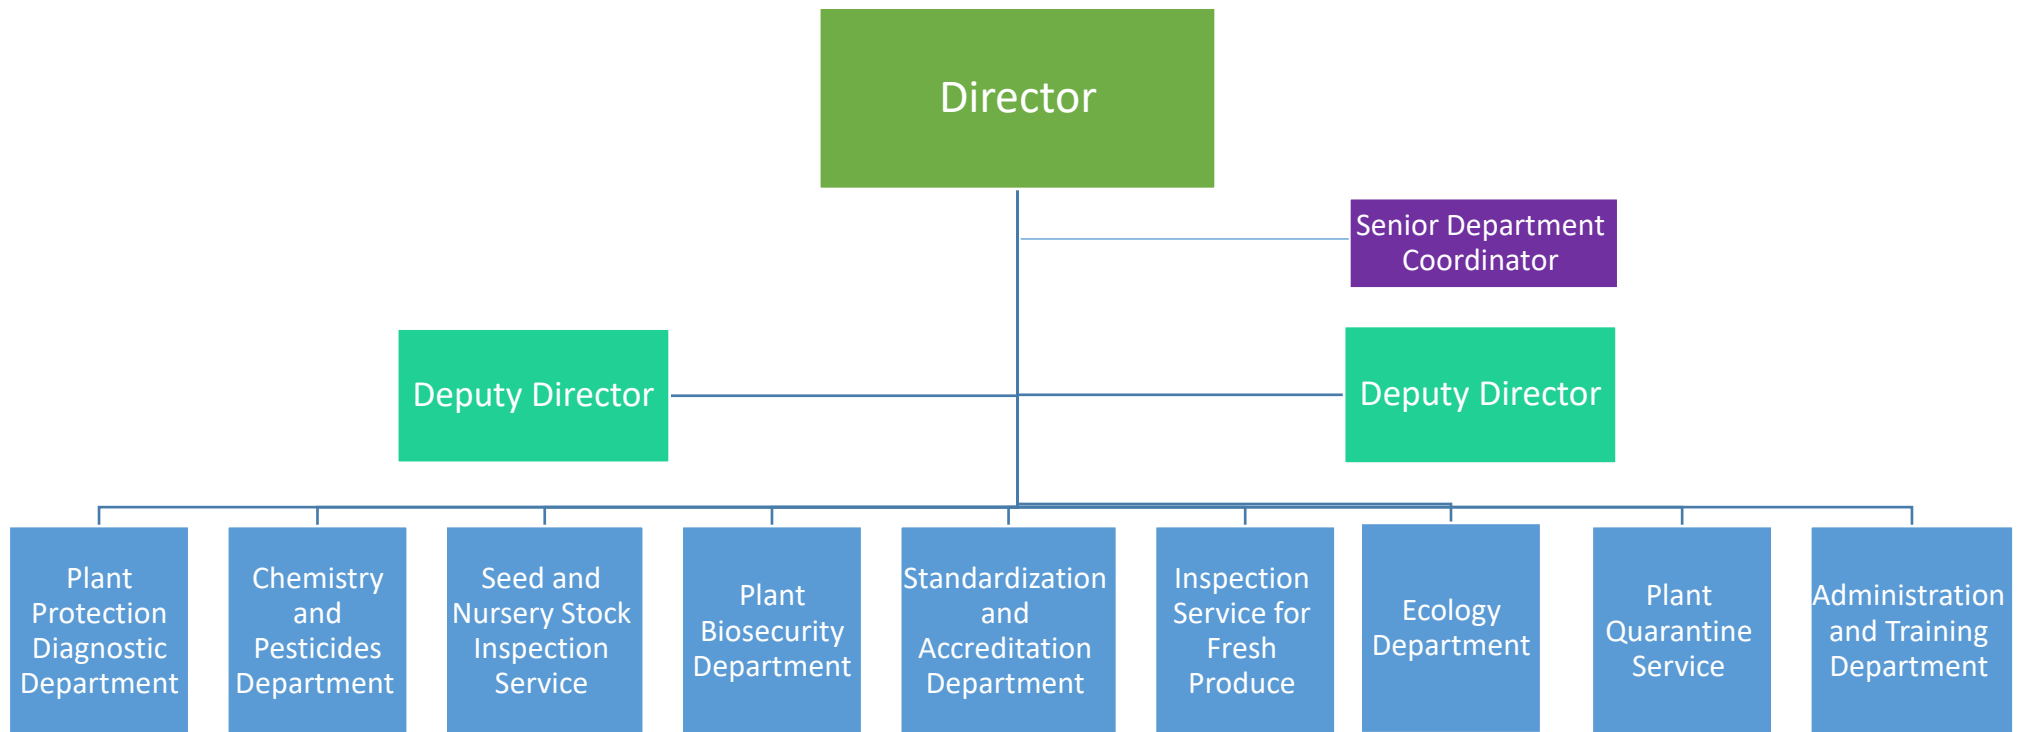 Director
Senior Department
Coordinator
Deputy Director
Deputy Director
Plant
Protection
Diagnostic
Department
Chemistry
and
Pesticides
Department
Seed and
Nursery Stock
Inspection
Service
Plant
Biosecurity
Department
Standardization
and
Accreditation
Department
Inspection
Service for
Fresh
Produce
Ecology
Department
Plant
Quarantine
Service
Administration
and Training
Department